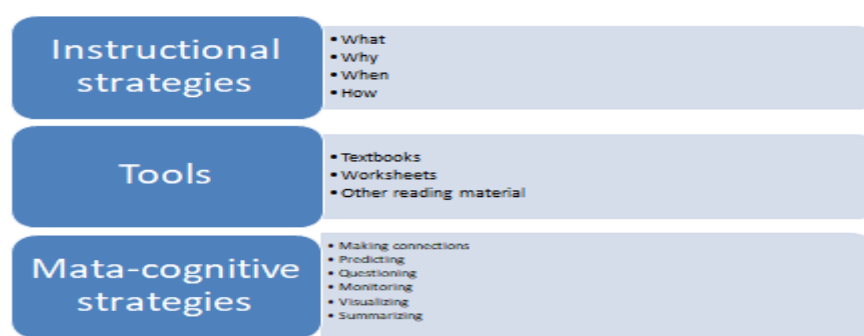 Instructional
strategies
• What
• Why
• When
• How
Tools
• Textbooks
• Worksheets
• Other reading material
Mata-cognitive
strategies
• Making connections
• Predicting
• Questioning
• Monitoring
• Visualizing
• Summarizing